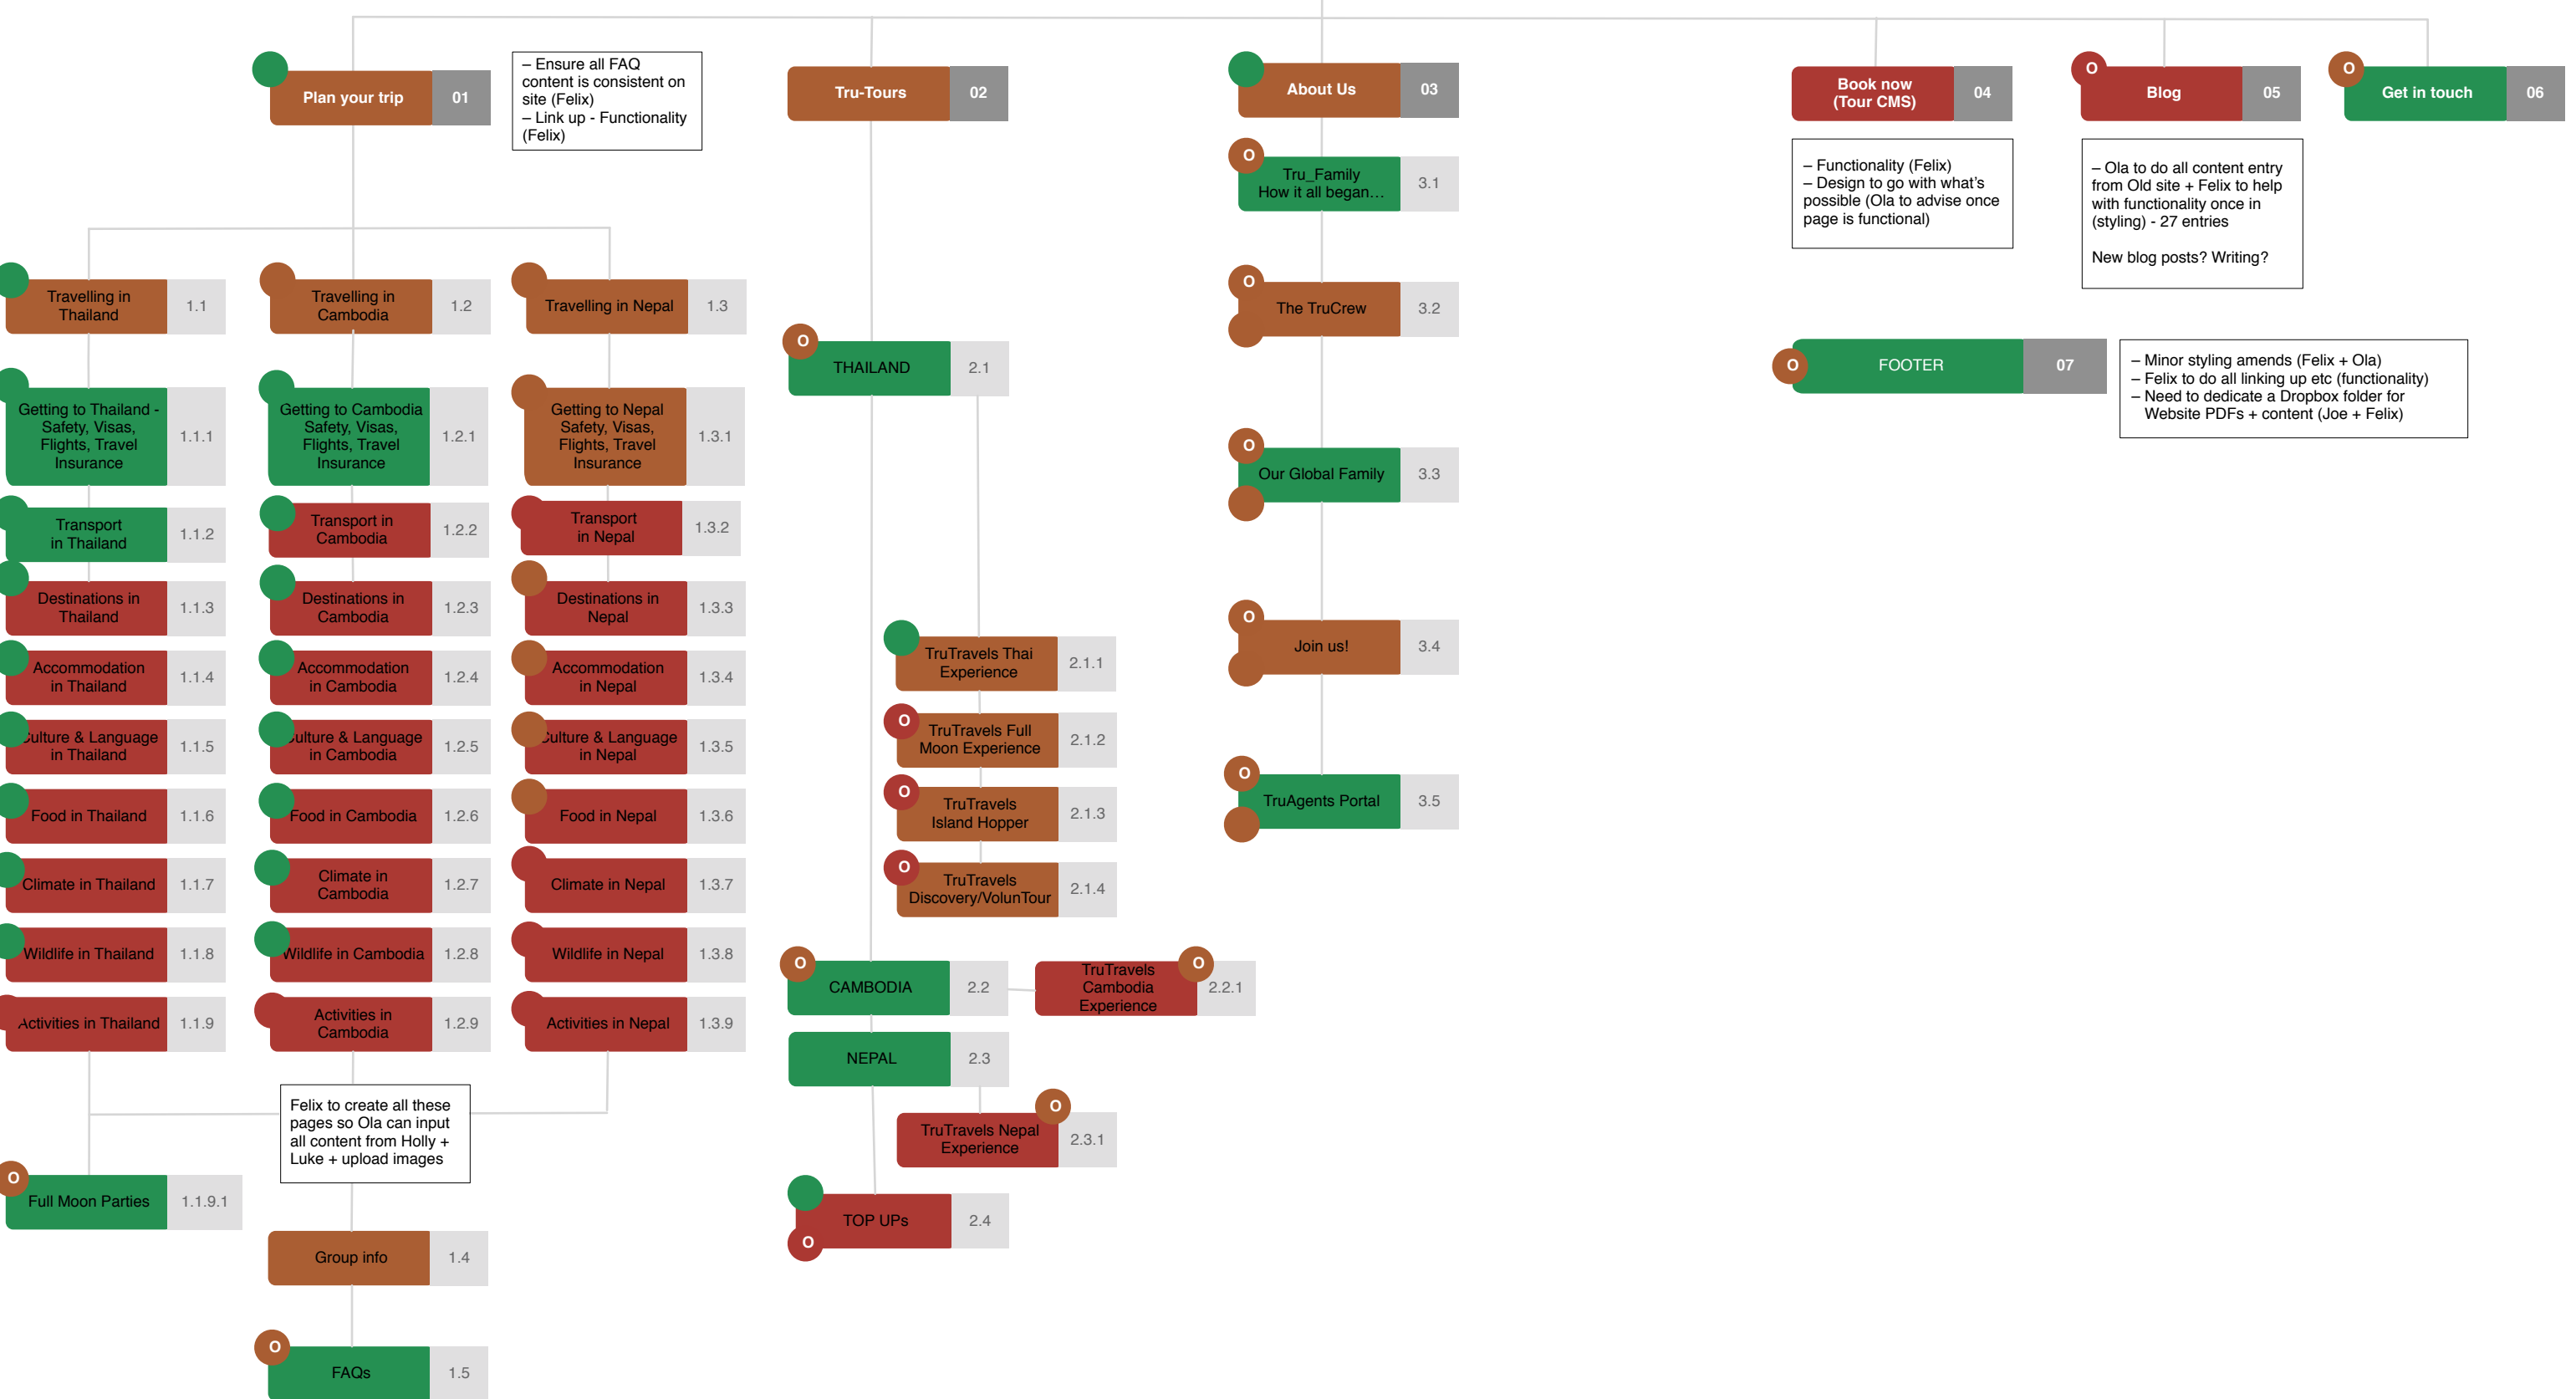 Plan your trip
01
– Ensure all FAQ
content is consistent on
site (Felix)
– Link up - Functionality
(Felix)
Tru-Tours
02
About Us
03
Book now
(Tour CMS)
04
O
Blog
05
O
Get in touch
06
– Functionality (Felix)
– Design to go with what's
possible (Ola to advise once
page is functional)
– Ola to do all content entry
from Old site + Felix to help
with functionality once in
(styling) - 27 entries
New blog posts? Writing?
O
FOOTER
07
– Minor styling amends (Felix + Ola)
– Felix to do all linking up etc (functionality)
– Need to dedicate a Dropbox folder for
Website PDFs + content (Joe + Felix)
Travelling in
Thailand
1.1
Getting to Thailand -
Safety, Visas,
Flights, Travel
Insurance
1.1.1
Transport
in Thailand
1.1.2
Destinations in
Thailand
1.1.3
Accommodation
in Thailand
1.1.4
Culture & Language
in Thailand
1.1.5
Food in Thailand
1.1.6
Climate in Thailand
1.1.7
Wildlife in Thailand
1.1.8
Activities in Thailand
1.1.9
O
Full Moon Parties
1.1.9.1
Travelling in
Cambodia
1.2
Getting to Cambodia
Safety, Visas,
Flights, Travel
Insurance
1.2.1
Transport in
Cambodia
1.2.2
Destinations in
Cambodia
1.2.3
Accommodation
in Cambodia
1.2.4
Culture & Language
in Cambodia
1.2.5
Food in Cambodia
1.2.6
Climate in
Cambodia
1.2.7
Wildlife in Cambodia
1.2.8
Activities in
Cambodia
1.2.9
Felix to create all these
pages so Ola can input
all content from Holly +
Luke + upload images
Group info
1.4
O
FAQs
1.5
Travelling in Nepal
1.3
Getting to Nepal
Safety, Visas,
Flights, Travel
Insurance
1.3.1
Transport
in Nepal
1.3.2
Destinations in
Nepal
1.3.3
Accommodation
in Nepal
1.3.4
Culture & Language
in Nepal
1.3.5
Food in Nepal
1.3.6
Climate in Nepal
1.3.7
Wildlife in Nepal
1.3.8
Activities in Nepal
1.3.9
O
THAILAND
2.1
TruTravels Thai
Experience
2.1.1
O
TruTravels Full
Moon Experience
2.1.2
O
TruTravels
Island Hopper
2.1.3
O
TruTravels
Discovery/VolunTour
2.1.4
O
CAMBODIA
2.2
O
TruTravels
Cambodia
Experience
2.2.1
NEPAL
2.3
O
TruTravels Nepal
Experience
2.3.1
TOP UPs
2.4
O
O
Tru_Family
How it all began…
3.1
O
The TruCrew
3.2
O
Our Global Family
3.3
O
Join us!
3.4
O
TruAgents Portal
3.5